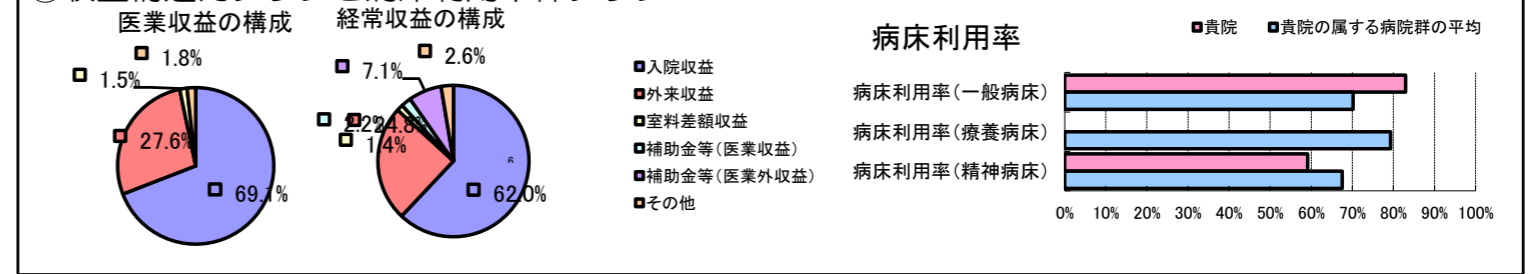 医業収益の構成
1.8%
1.5%
27.6%
69.1%
経常収益の構成
2.6%
7.1%
2.2%
24.8%
1.4%
62.0%
入院収益
外来収益
室料差額収益
補助金等(医業収益)
補助金等(医業外収益)
その他
病床利用率
貴院
貴院の属する病院群の平均
病床利用率(一般病床)
病床利用率(療養病床)
病床利用率(精神病床)
0% 10% 20% 30% 40% 50% 60% 70% 80% 90% 100%